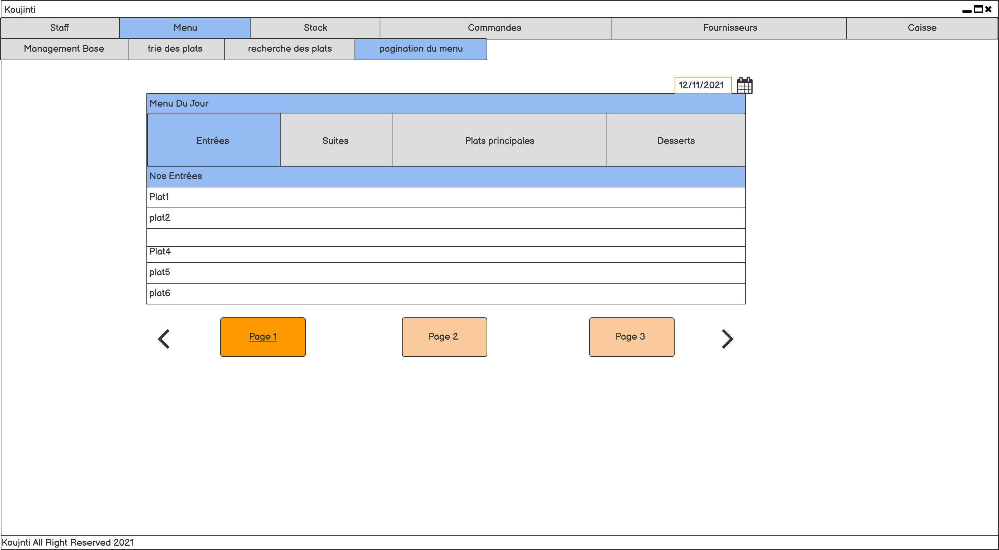 Koujinti
Staff Menu Stock Commandes Fournisseurs Caisse
Management Base trie des plats recherche des plats pagination du menu
12/11/2021
Menu Du Jour
Entrées Suites Plats principales Desserts
Nos Entrées
Plat1
plat2
Plat4
plat5
plat6
Page 1 Page 2 Page 3
Koujnti All Right Reserved 2021